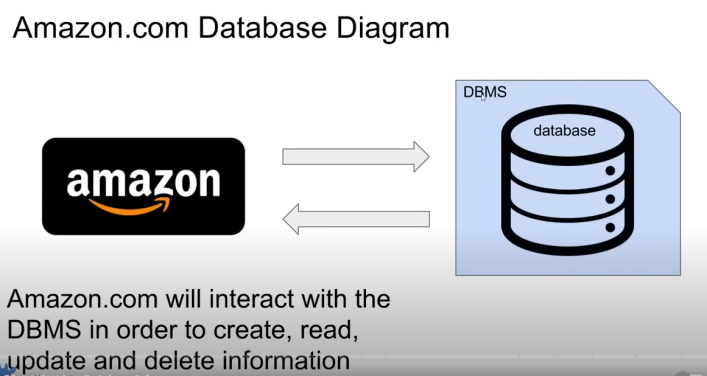 Amazon.com Database Diagram
DBMS
database
amazon
Amazon.com will interact with the
DBMS in order to create, read,
update and delete information